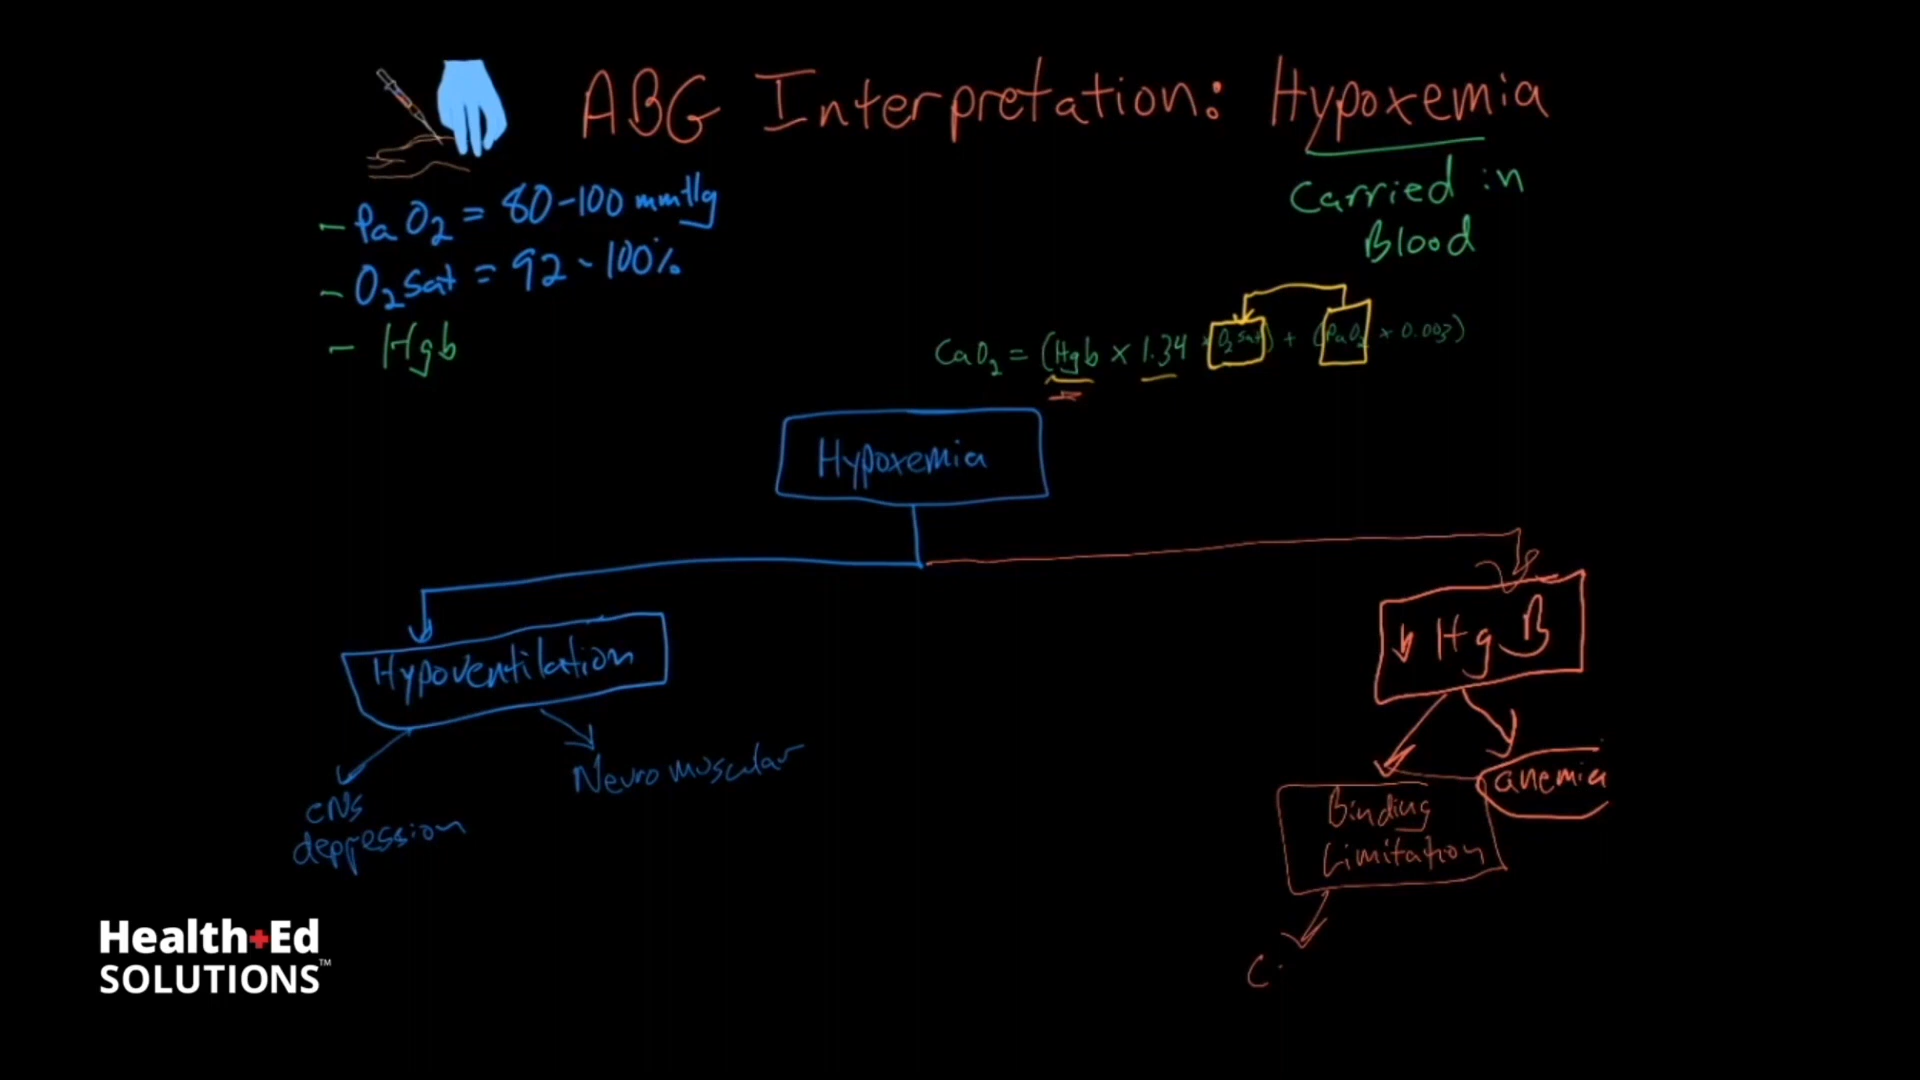 ABG Interpretation: Hypoxemia
Carried in
Blood
- PaO2 = 80-100 mmHg
- O2 Sat = 92-100%
- Hgb
CaO2 = (Hgb × 1.34 × O2 Sat) + (PaO2 × 0.003)
Hypoxemia
Hypoventilation
CNS
depression
Neuromuscular
↓ HgB
anemia
Binding
Limitation
C
Health+Ed
SOLUTIONS™